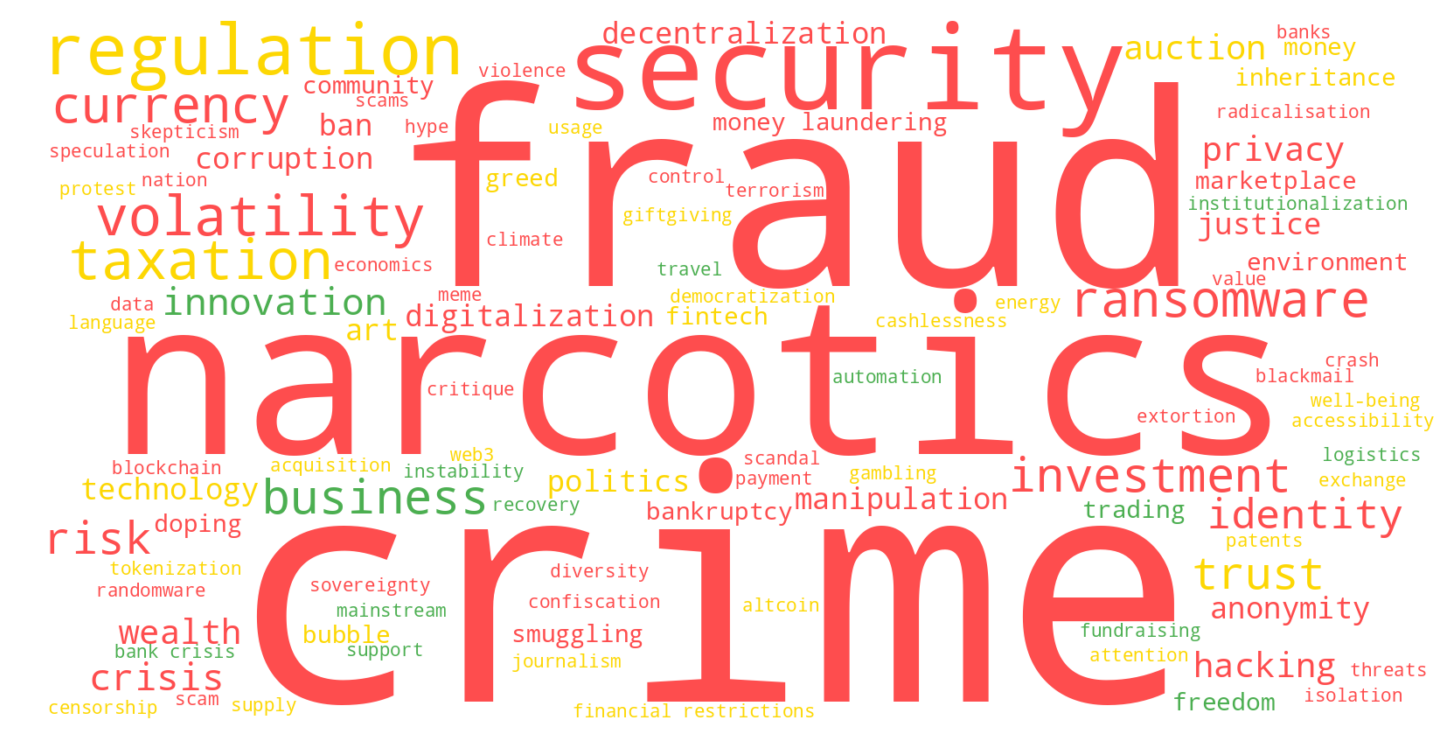 regulation
decentralization
security
auction
banks
money
inheritance
violence
community
scams
currency
ban
hype
skepticism
speculation
corruption
fraud
usage
money laundering
radicalisation
privacy
marketplace
institutionalization
justice
protest
nation
greed
control
terrorism
giftgiving
volatility
climate
taxation
economics
travel
environment
value
data
innovation
meme
democratization
energy
ransomware
language
art
digitalization
fintech
cashlessness
narcotics
critique
automation
crash
blackmail
well-being
extortion
accessibility
blockchain
acquisition
web3
instability
scandal
payment
gambling
logistics
exchange
technology
business
recovery
politics
manipulation
investment
bankruptcy
trading
identity
risk
doping
patents
crime
tokenization
randomware
sovereignty
diversity
trust
mainstream
confiscation
altcoin
anonymity
wealth
bubble
smuggling
fundraising
bank crisis
support
journalism
attention
hacking
threats
crisis
scam
supply
censorship
financial restrictions
freedom
isolation